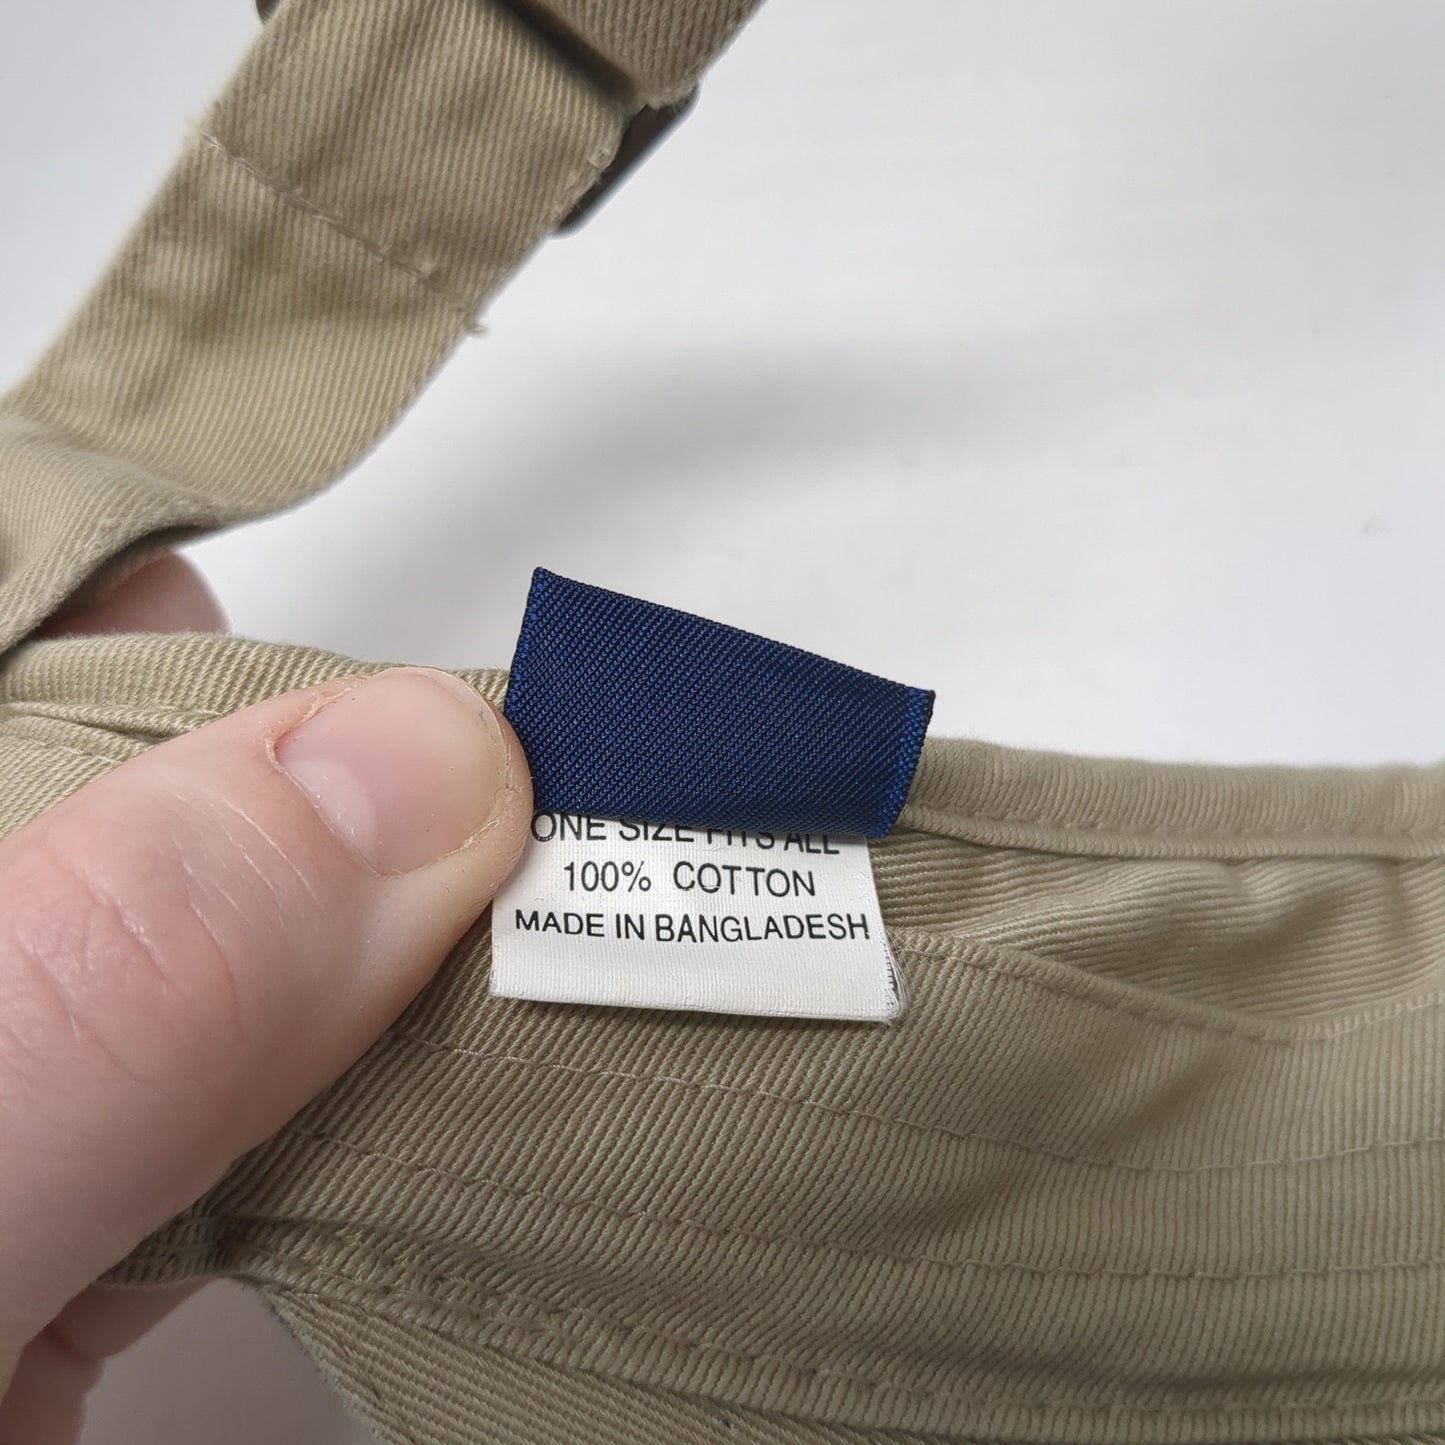 ONE SIZE FITS ALL
100% COTTON
MADE IN BANGLADESH